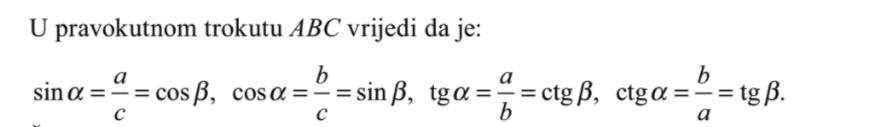 U pravokutnom trokutu ABC vrijedi da je:
sin α = a/c = cos β, cos α = b/c = sin β, tg α = a/b = ctg β, ctg α = b/a = tg β.